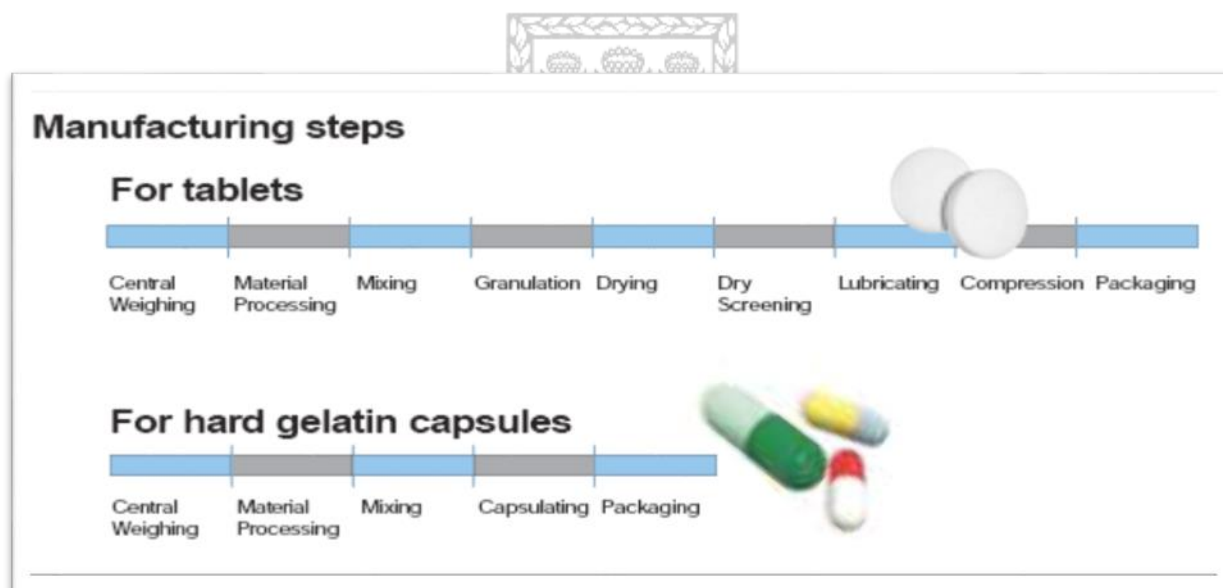 Manufacturing steps
For tablets
Central Material Mixing Granulation Drying Dry Lubricating Compression Packaging
Weighing Processing Screening
For hard gelatin capsules
Central Material Mixing Capsulating Packaging
Weighing Processing